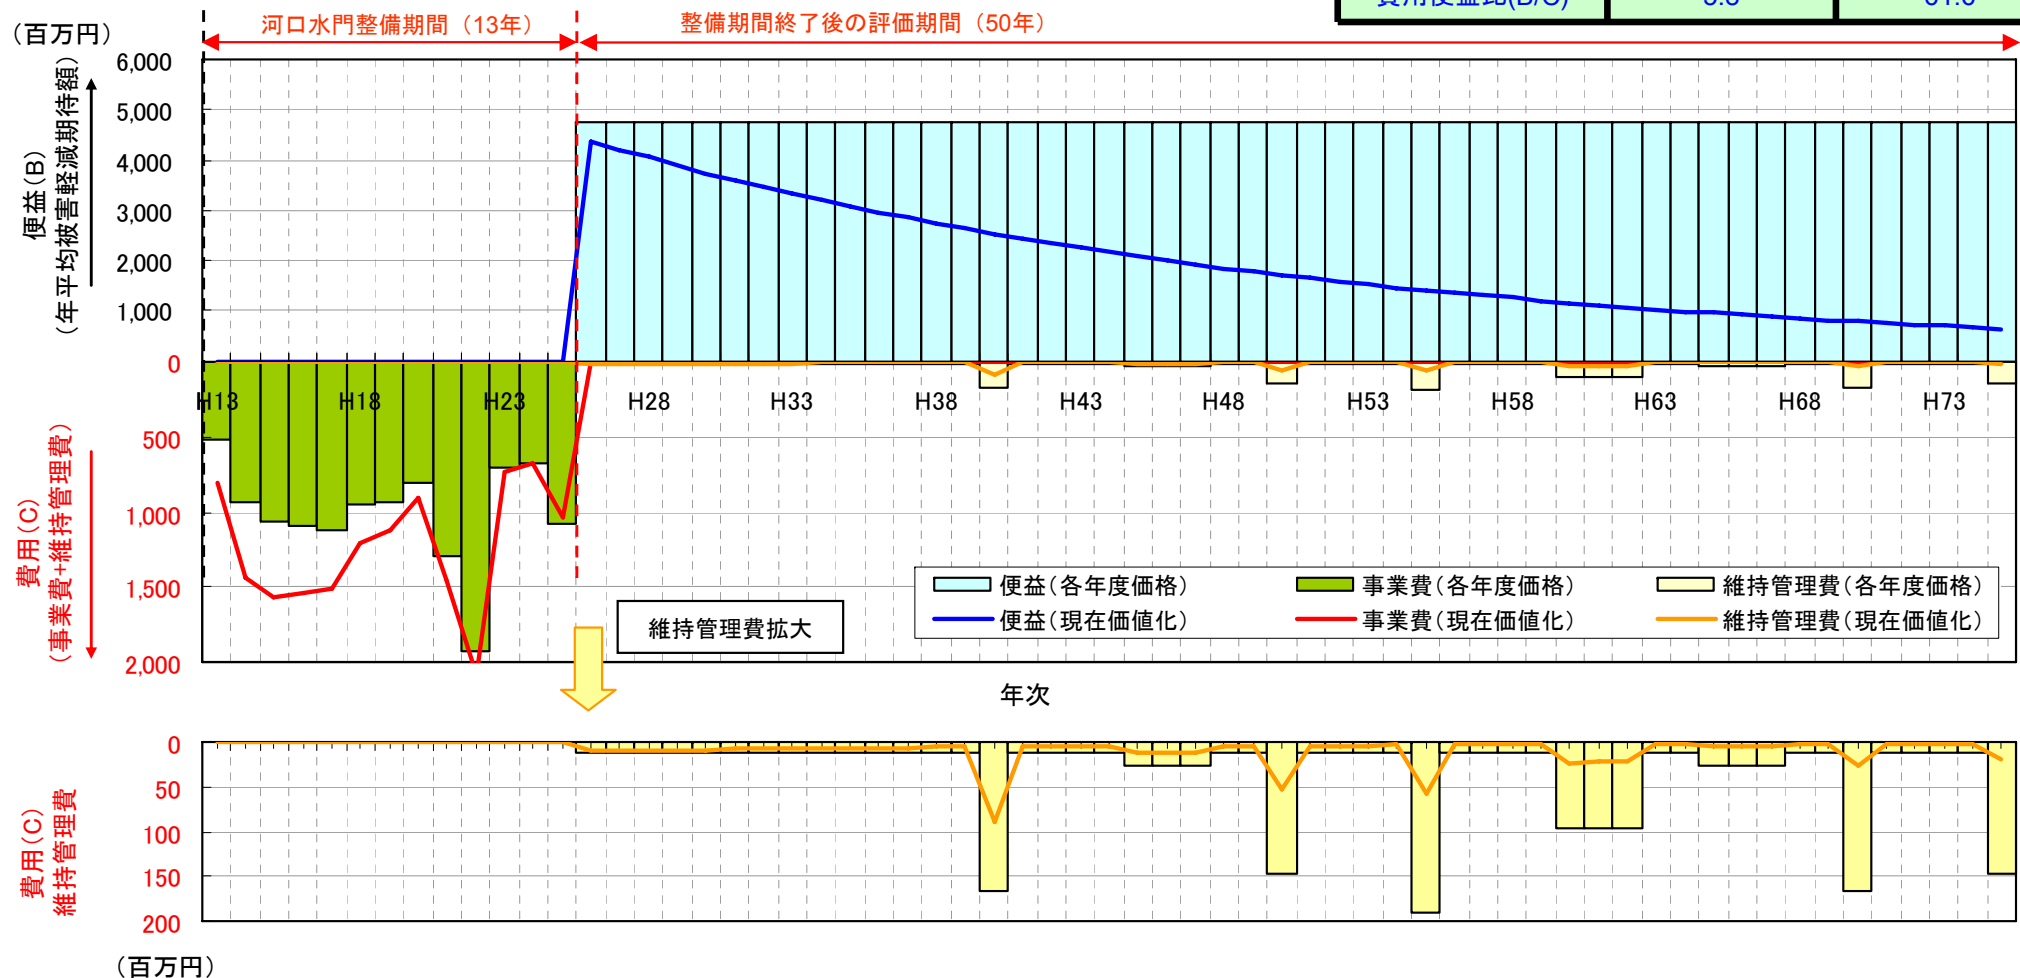 河口水門整備期間（13年）
整備期間終了後の評価期間（50年）
（百万円）
6,000
5,000
4,000
3,000
2,000
1,000
0
500
1,000
1,500
2,000
便益(B)
（年平均被害軽減期待額）
費用(C)
（事業費+維持管理費）
H13
H18
H23
H28
H33
H38
H43
H48
H53
H58
H63
H68
H73
便益(各年度価格)
事業費(各年度価格)
維持管理費(各年度価格)
便益(現在価値化)
事業費(現在価値化)
維持管理費(現在価値化)
維持管理費拡大
年次
0
50
100
150
200
費用(C)
維持管理費
（百万円）